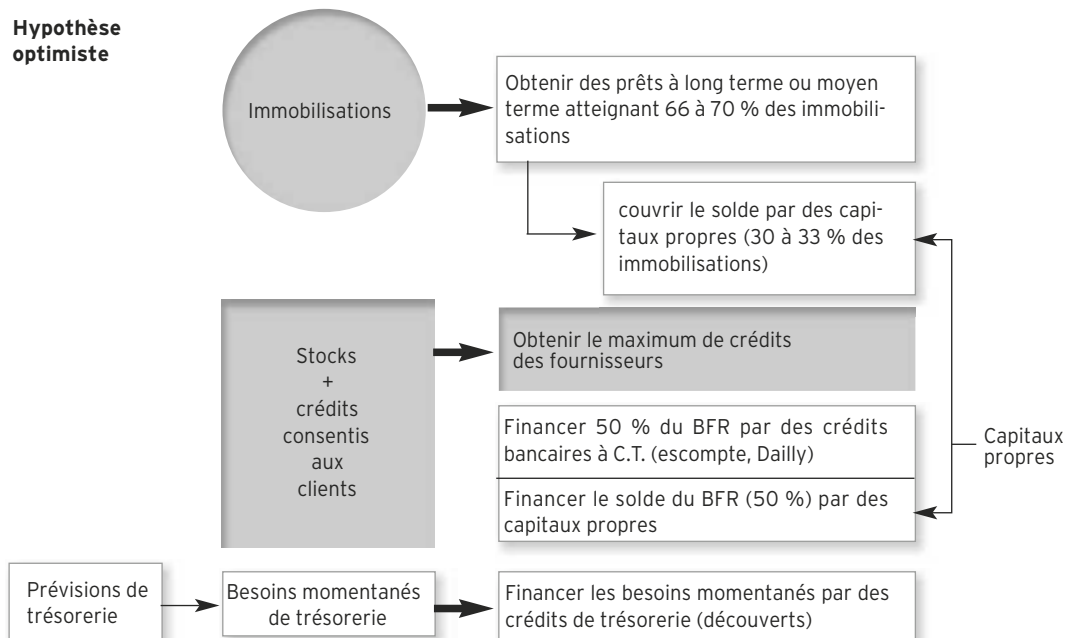 Hypothèse
optimiste
Immobilisations
Obtenir des prêts à long terme ou moyen
terme atteignant 66 à 70 % des immobili-
sations
couvrir le solde par des capi-
taux propres (30 à 33 % des
immobilisations)
Stocks
+
crédits
consentis
aux
clients
Obtenir le maximum de crédits
des fournisseurs
Financer 50 % du BFR par des crédits
bancaires à C.T. (escompte, Dailly)
Financer le solde du BFR (50 %) par des
capitaux propres
Capitaux
propres
Prévisions de
trésorerie
Besoins momentanés
de trésorerie
Financer les besoins momentanés par des
crédits de trésorerie (découverts)